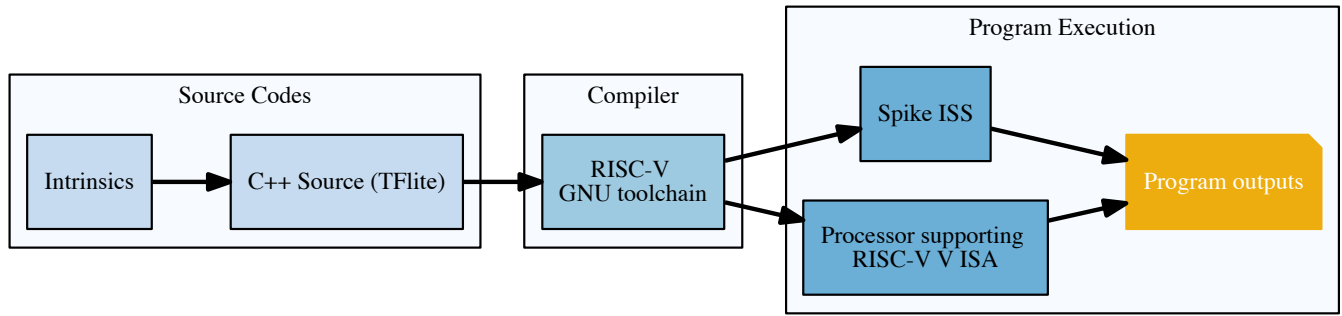 Source Codes
Intrinsics
C++ Source (TFlite)
Compiler
RISC-V
GNU toolchain
Program Execution
Spike ISS
Processor supporting
RISC-V V ISA
Program outputs